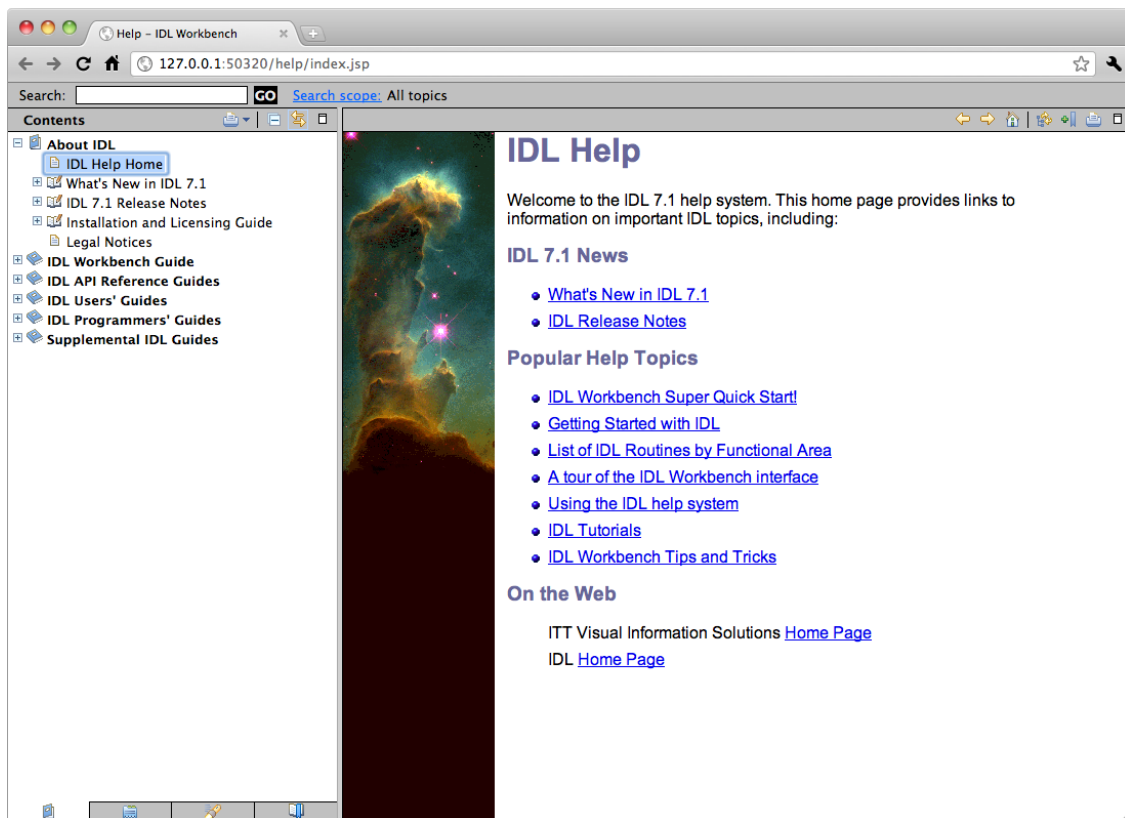 Help – IDL Workbench
127.0.0.1:50320/help/index.jsp
Search:
GO
Search scope: All topics
Contents
About IDL
IDL Help Home
What's New in IDL 7.1
IDL 7.1 Release Notes
Installation and Licensing Guide
Legal Notices
IDL Workbench Guide
IDL API Reference Guides
IDL Users' Guides
IDL Programmers' Guides
Supplemental IDL Guides
IDL Help
Welcome to the IDL 7.1 help system. This home page provides links to
information on important IDL topics, including:
IDL 7.1 News
What's New in IDL 7.1
IDL Release Notes
Popular Help Topics
IDL Workbench Super Quick Start!
Getting Started with IDL
List of IDL Routines by Functional Area
A tour of the IDL Workbench interface
Using the IDL help system
IDL Tutorials
IDL Workbench Tips and Tricks
On the Web
ITT Visual Information Solutions Home Page
IDL Home Page